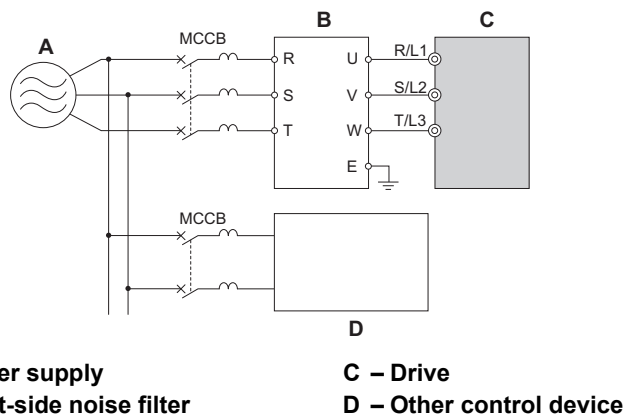 B C
A MCCB
R U R/L1
S V S/L2
T W T/L3
E
MCCB
D
er supply C – Drive
t-side noise filter D – Other control device